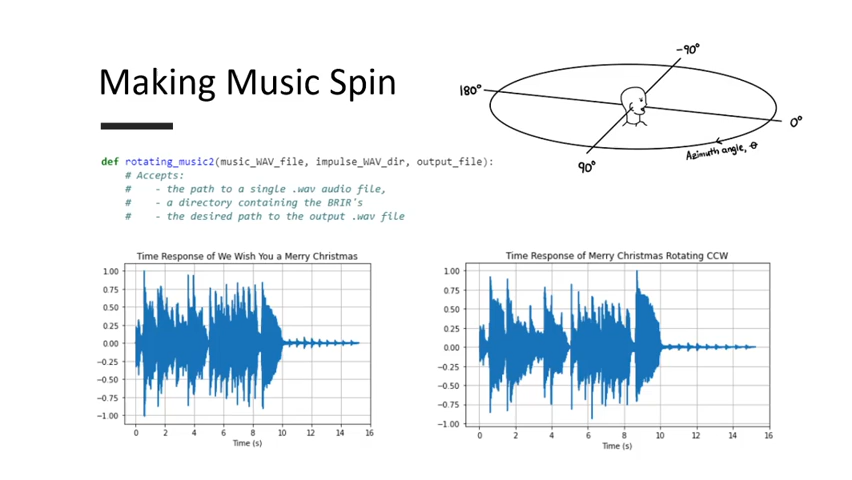 Making Music Spin
-90°
180°
0°
90°
Azimuth angle, θ
def rotating_music2(music_WAV_file, impulse_WAV_dir, output_file):
# Accepts:
# - the path to a single .wav audio file,
# - a directory containing the BRIR's
# - the desired path to the output .wav file
Time Response of We Wish You a Merry Christmas
1.00
0.75
0.50
0.25
0.00
−0.25
−0.50
−0.75
−1.00
0 2 4 6 8 10 12 14 16
Time (s)
Time Response of Merry Christmas Rotating CCW
1.00
0.75
0.50
0.25
0.00
−0.25
−0.50
−0.75
−1.00
0 2 4 6 8 10 12 14 16
Time (s)